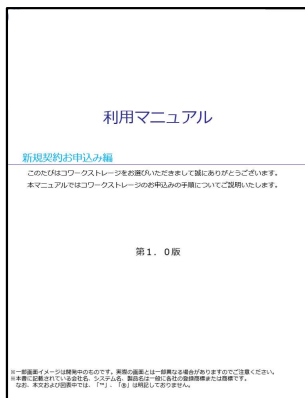 利用マニュアル
新規契約お申込み編
このたびはコワークストレージをお選びいただきまして誠にありがとうございます。
本マニュアルではコワークストレージのお申込みの手順についてご説明いたします。
第1.0版
※一部画面イメージは開発中のものです。実際の画面とは一部異なる場合がありますのでご注意ください。
※本書に記載されている会社名、システム名、製品名は一般に各社の登録商標または商標です。
なお、本文および図表中では、「™」、「®」は明記しておりません。